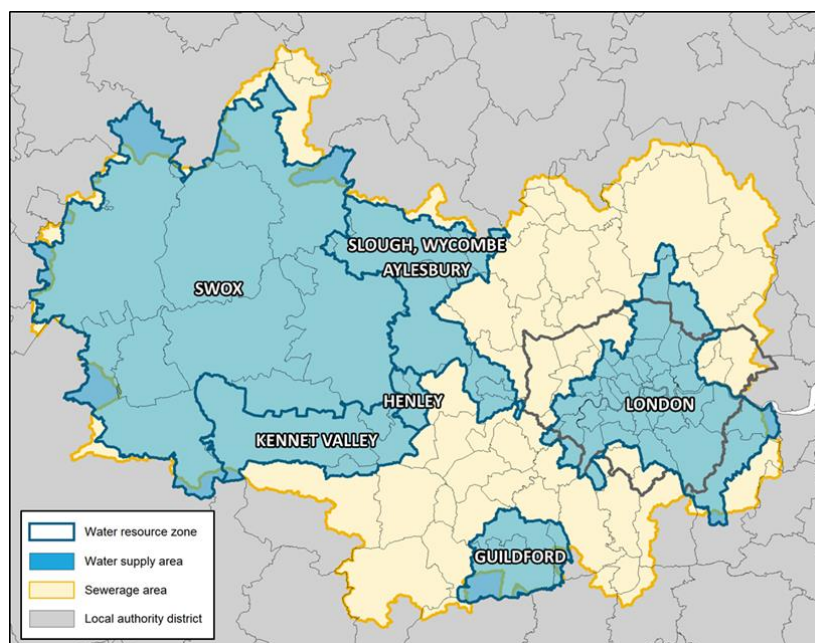 SLOUGH, WYCOMBE
AYLESBURY
SWOX
HENLEY
LONDON
KENNET VALLEY
GUILDFORD
Water resource zone
Water supply area
Sewerage area
Local authority district